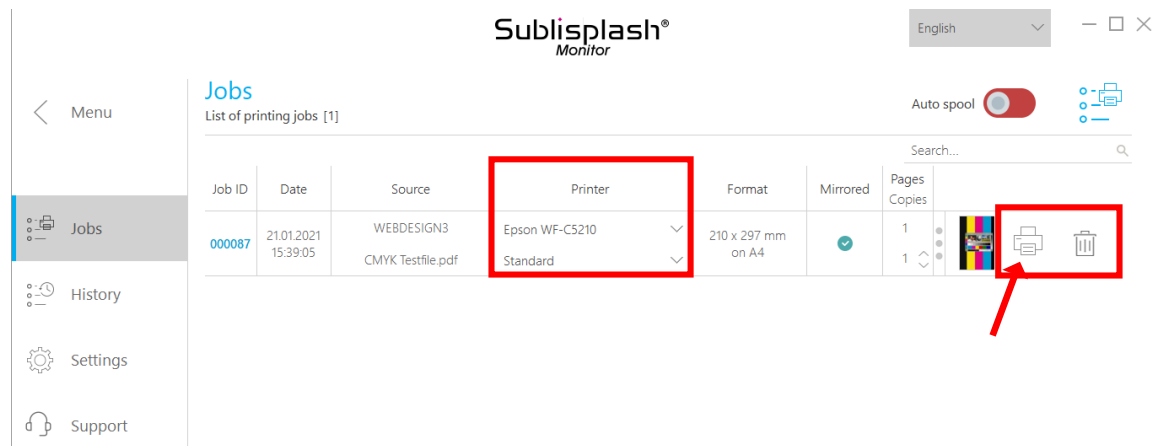 Sublisplash®
Monitor
English
Menu
Jobs
List of printing jobs [1]
Auto spool
Search...
Job ID
Date
Source
Printer
Format
Mirrored
Pages
Copies
Jobs
000087
21.01.2021
15:39:05
WEBDESIGN3
CMYK Testfile.pdf
Epson WF-C5210
Standard
210 x 297 mm
on A4
1
1
History
Settings
Support